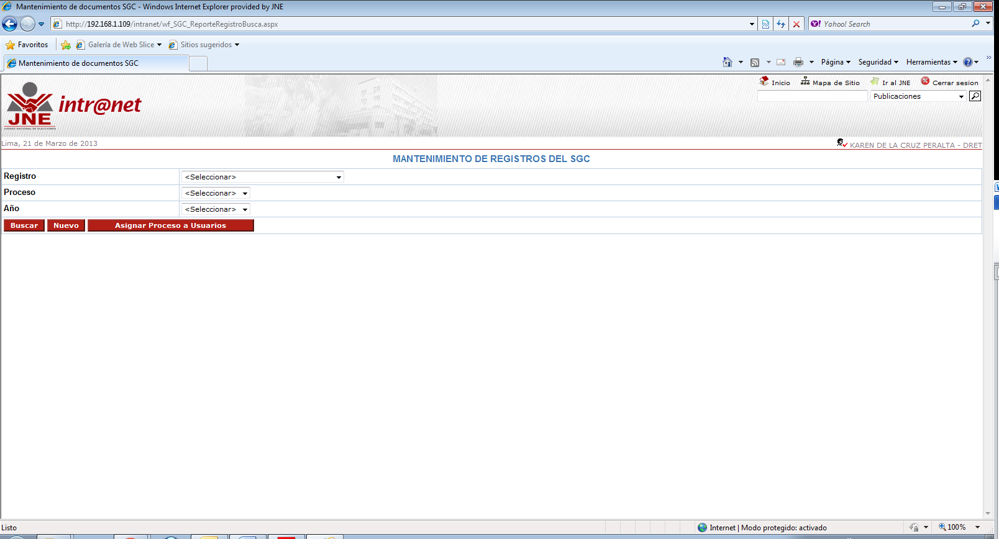 Mantenimiento de documentos SGC - Windows Internet Explorer provided by JNE
http://192.168.1.109/intranet/wf_SGC_ReporteRegistroBusca.aspx
Yahoo! Search
Favoritos Galería de Web Slice Sitios sugeridos
Mantenimiento de documentos SGC
Página Seguridad Herramientas
Inicio Mapa de Sitio Ir al JNE Cerrar sesion
Publicaciones
JNE
JURADO NACIONAL DE ELECCIONES
intr@net
Lima, 21 de Marzo de 2013
KAREN DE LA CRUZ PERALTA - DRET
MANTENIMIENTO DE REGISTROS DEL SGC
Registro <Seleccionar>
Proceso <Seleccionar>
Año <Seleccionar>
Buscar Nuevo Asignar Proceso a Usuarios
Listo
Internet | Modo protegido: activado
100%